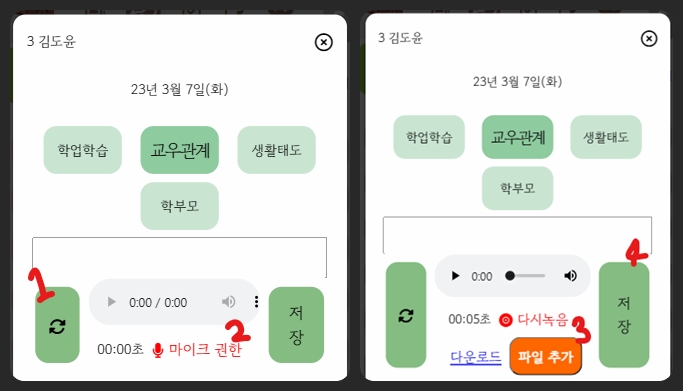 3 김도윤
23년 3월 7일(화)
학업학습 교우관계 생활태도
학부모
1
0:00 / 0:00
저
장
2
00:00초 마이크 권한
3 김도윤
23년 3월 7일(화)
학업학습 교우관계 생활태도
학부모
4
0:00
저
장
00:05초 다시녹음
3
다운로드 파일 추가